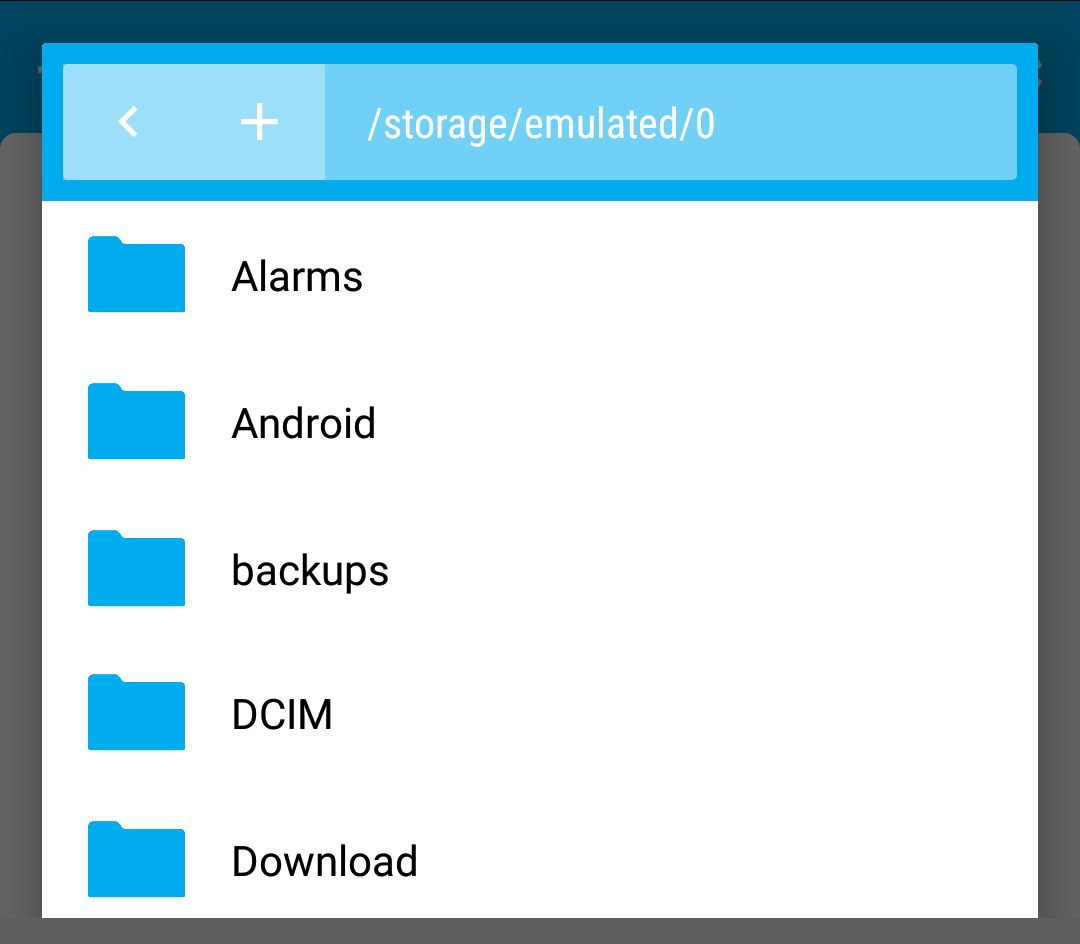 /storage/emulated/0
Alarms
Android
backups
DCIM
Download